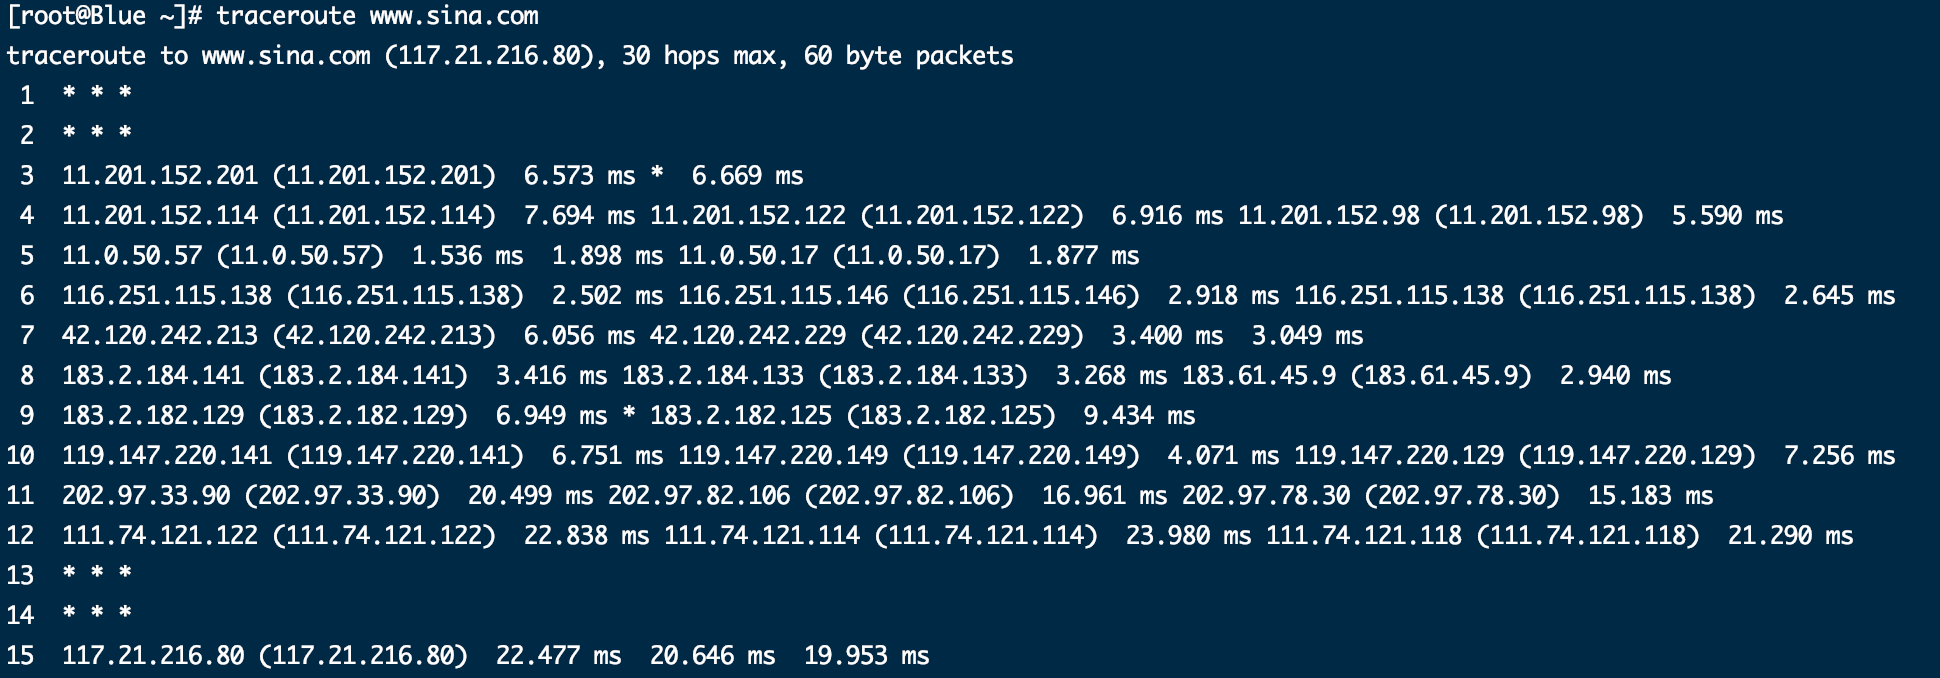 [root@Blue ~]# traceroute www.sina.com
traceroute to www.sina.com (117.21.216.80), 30 hops max, 60 byte packets
 1  * * *
 2  * * *
 3  11.201.152.201 (11.201.152.201)  6.573 ms *  6.669 ms
 4  11.201.152.114 (11.201.152.114)  7.694 ms 11.201.152.122 (11.201.152.122)  6.916 ms 11.201.152.98 (11.201.152.98)  5.590 ms
 5  11.0.50.57 (11.0.50.57)  1.536 ms  1.898 ms 11.0.50.17 (11.0.50.17)  1.877 ms
 6  116.251.115.138 (116.251.115.138)  2.502 ms 116.251.115.146 (116.251.115.146)  2.918 ms 116.251.115.138 (116.251.115.138)  2.645 ms
 7  42.120.242.213 (42.120.242.213)  6.056 ms 42.120.242.229 (42.120.242.229)  3.400 ms  3.049 ms
 8  183.2.184.141 (183.2.184.141)  3.416 ms 183.2.184.133 (183.2.184.133)  3.268 ms 183.61.45.9 (183.61.45.9)  2.940 ms
 9  183.2.182.129 (183.2.182.129)  6.949 ms * 183.2.182.125 (183.2.182.125)  9.434 ms
10  119.147.220.141 (119.147.220.141)  6.751 ms 119.147.220.149 (119.147.220.149)  4.071 ms 119.147.220.129 (119.147.220.129)  7.256 ms
11  202.97.33.90 (202.97.33.90)  20.499 ms 202.97.82.106 (202.97.82.106)  16.961 ms 202.97.78.30 (202.97.78.30)  15.183 ms
12  111.74.121.122 (111.74.121.122)  22.838 ms 111.74.121.114 (111.74.121.114)  23.980 ms 111.74.121.118 (111.74.121.118)  21.290 ms
13  * * *
14  * * *
15  117.21.216.80 (117.21.216.80)  22.477 ms  20.646 ms  19.953 ms